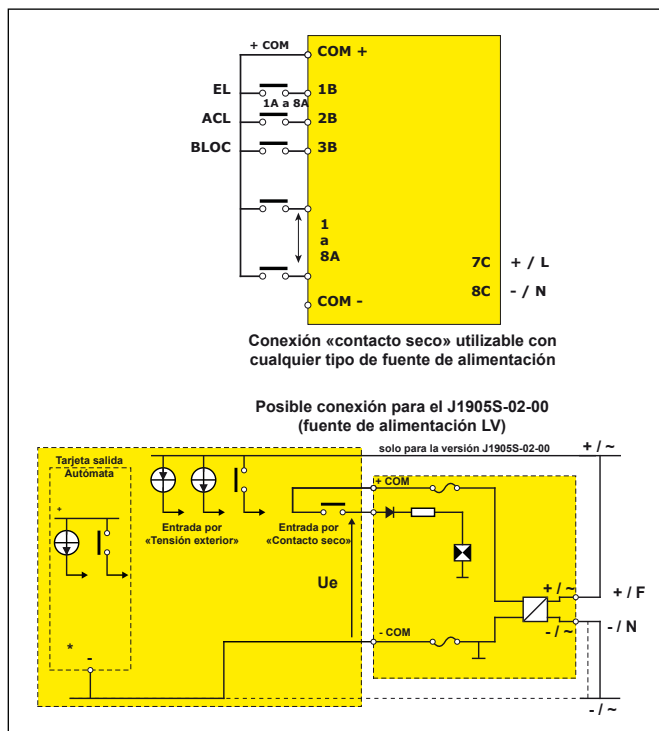 + COM
COM +
EL
1B
1A a 8A
ACL
2B
BLOC
3B
1
a
8A
7C
+ / L
8C
- / N
COM -
Conexión «contacto seco» utilizable con
cualquier tipo de fuente de alimentación
Posible conexión para el J1905S-02-00
(fuente de alimentación LV)
solo para la versión J1905S-02-00
+ / ~
Tarjeta salida
Autómata
+ COM
+
Entrada por
«Tensión exterior»
Entrada por
«Contacto seco»
Ue
+ / ~
+ / F
- / ~
- / N
- COM
*
-
- / ~